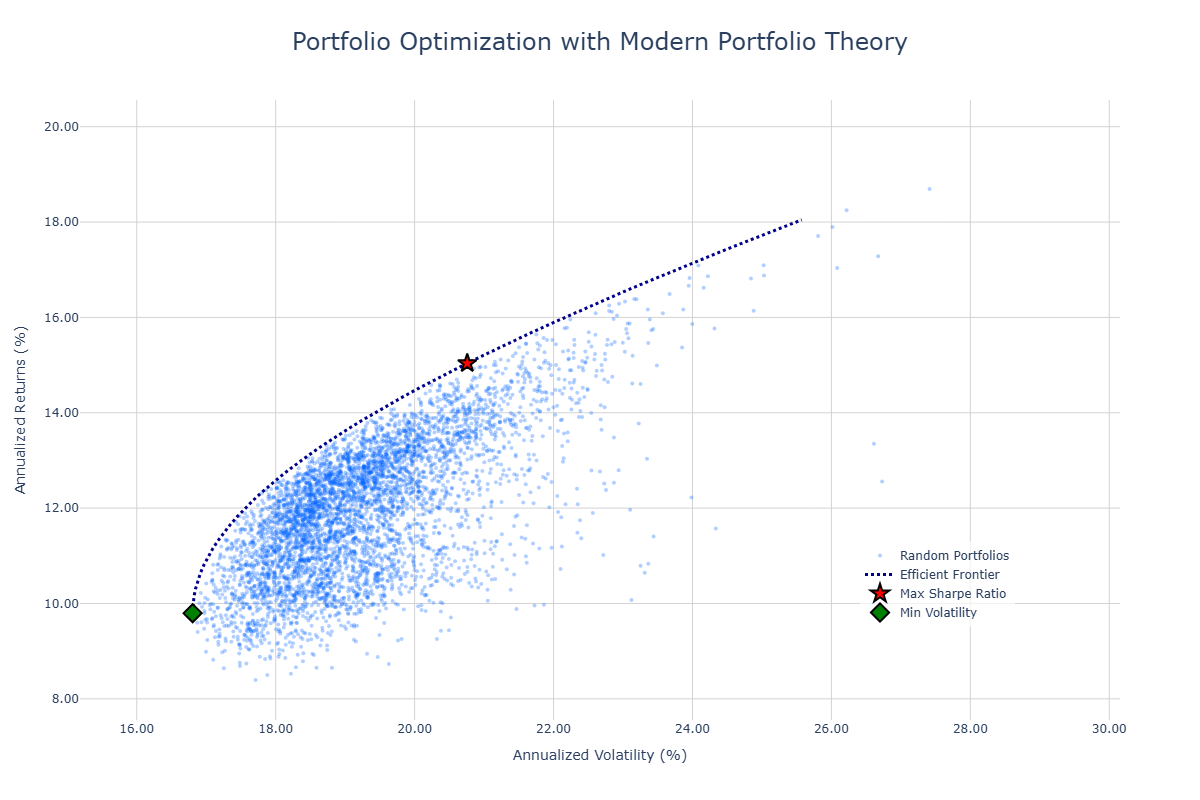 Portfolio Optimization with Modern Portfolio Theory
Annualized Returns (%)
20.00
18.00
16.00
14.00
12.00
10.00
8.00
16.00 18.00 20.00 22.00 24.00 26.00 28.00 30.00
Annualized Volatility (%)
Random Portfolios
Efficient Frontier
Max Sharpe Ratio
Min Volatility